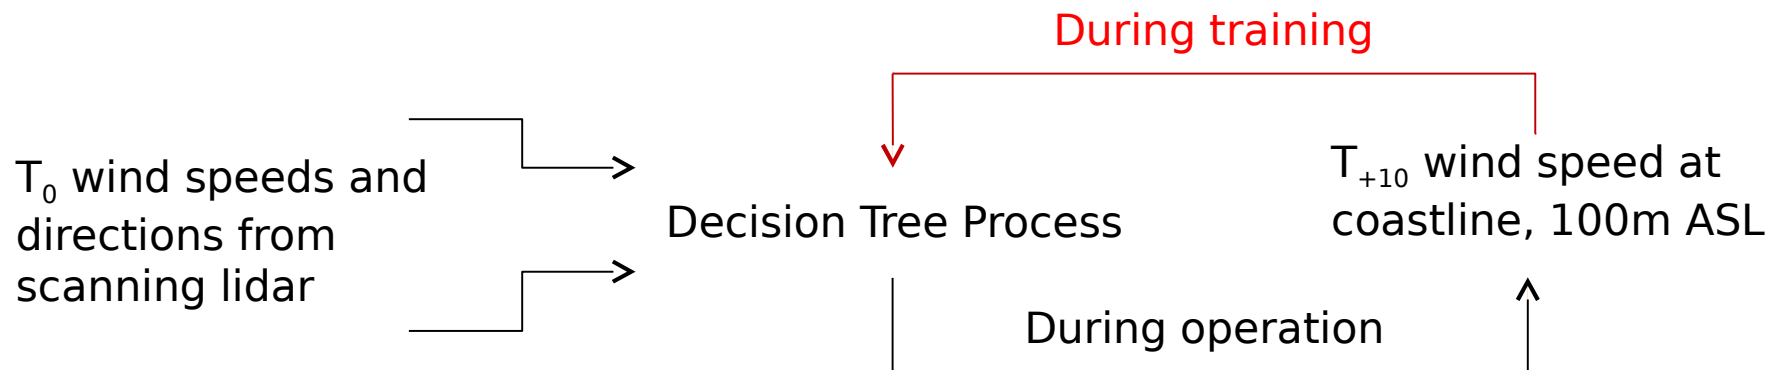 During training
T₀ wind speeds and
directions from
scanning lidar
Decision Tree Process
T₊₁₀ wind speed at
coastline, 100m ASL
During operation